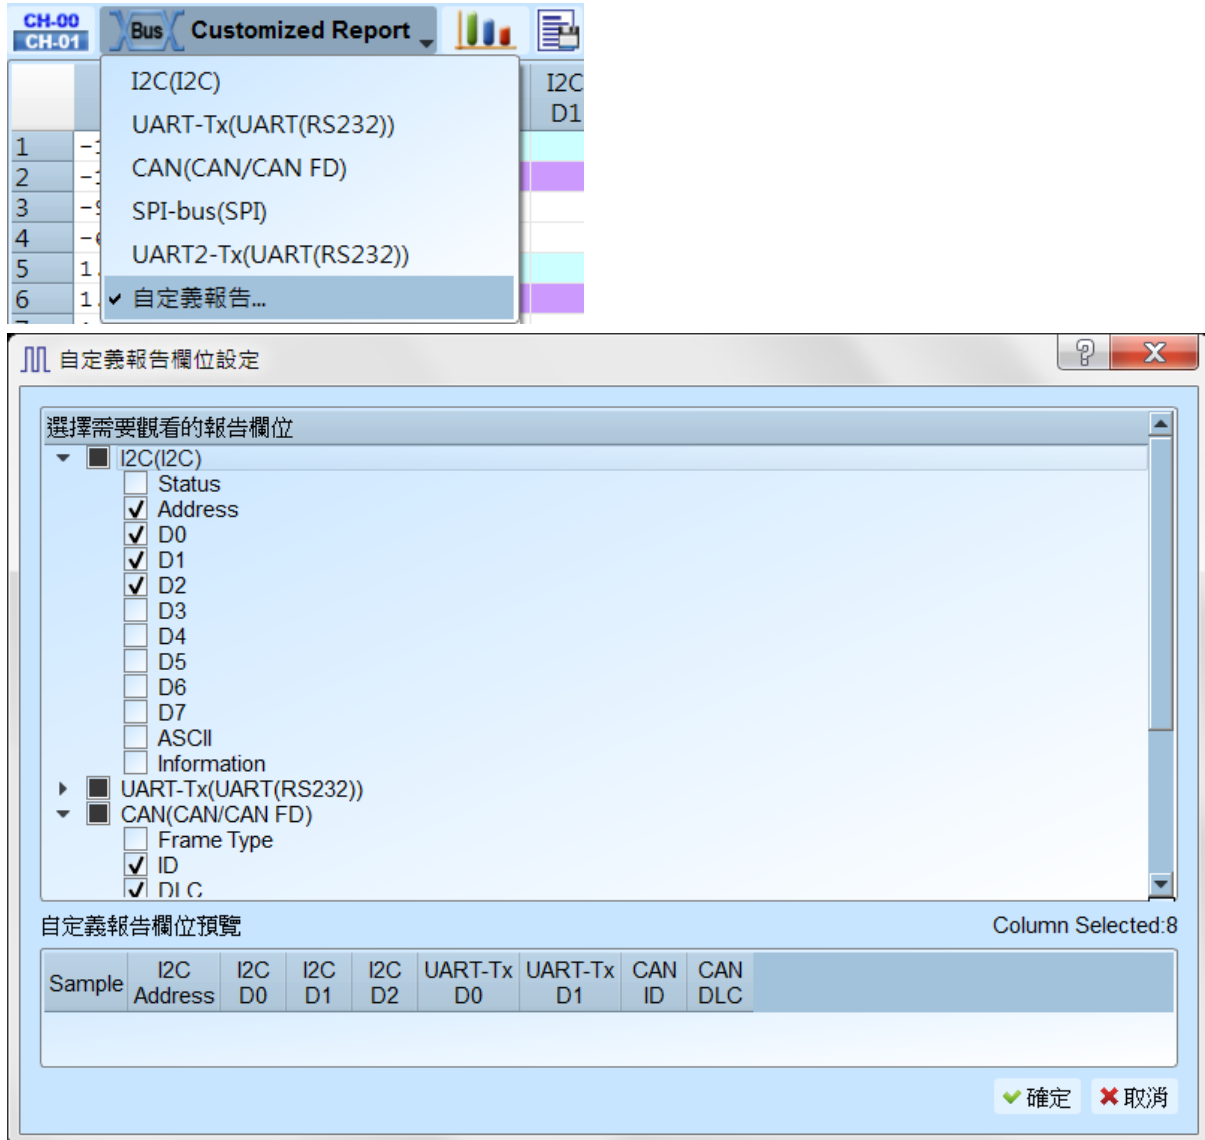 CH-00
CH-01
Bus Customized Report
I2C(I2C)
UART-Tx(UART(RS232))
CAN(CAN/CAN FD)
SPI-bus(SPI)
UART2-Tx(UART(RS232))
自定義報告...
I2C
D1
1
2
3
4
5
6
自定義報告欄位設定
選擇需要觀看的報告欄位
I2C(I2C)
Status
Address
D0
D1
D2
D3
D4
D5
D6
D7
ASCII
Information
UART-Tx(UART(RS232))
CAN(CAN/CAN FD)
Frame Type
ID
DLC
自定義報告欄位預覽
Column Selected:8
Sample I2C Address I2C D0 I2C D1 I2C D2 UART-Tx D0 UART-Tx D1 CAN ID CAN DLC
確定 取消